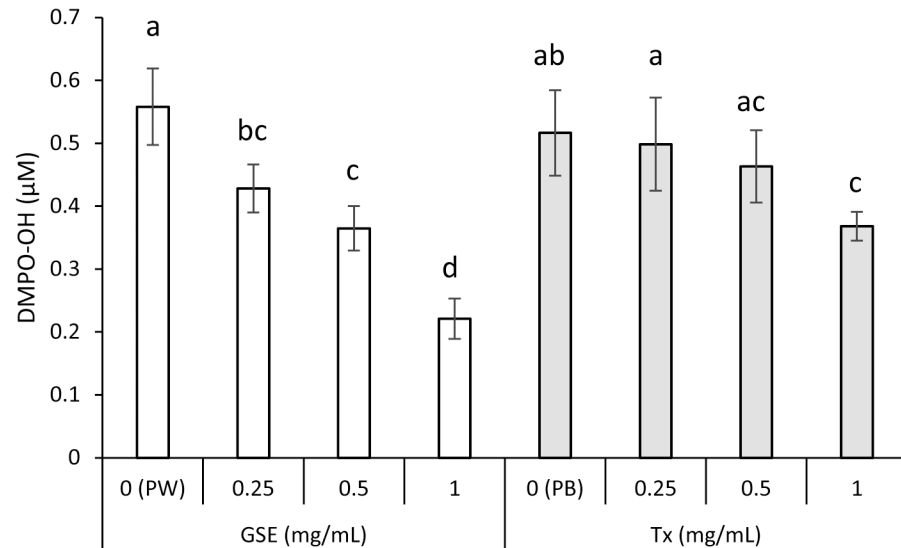 0.7
0.6
0.5
0.4
0.3
0.2
0.1
0
DMPO-OH (μM)
a
bc
c
d
ab
a
ac
c
0 (PW) 0.25 0.5 1 0 (PB) 0.25 0.5 1
GSE (mg/mL) Tx (mg/mL)